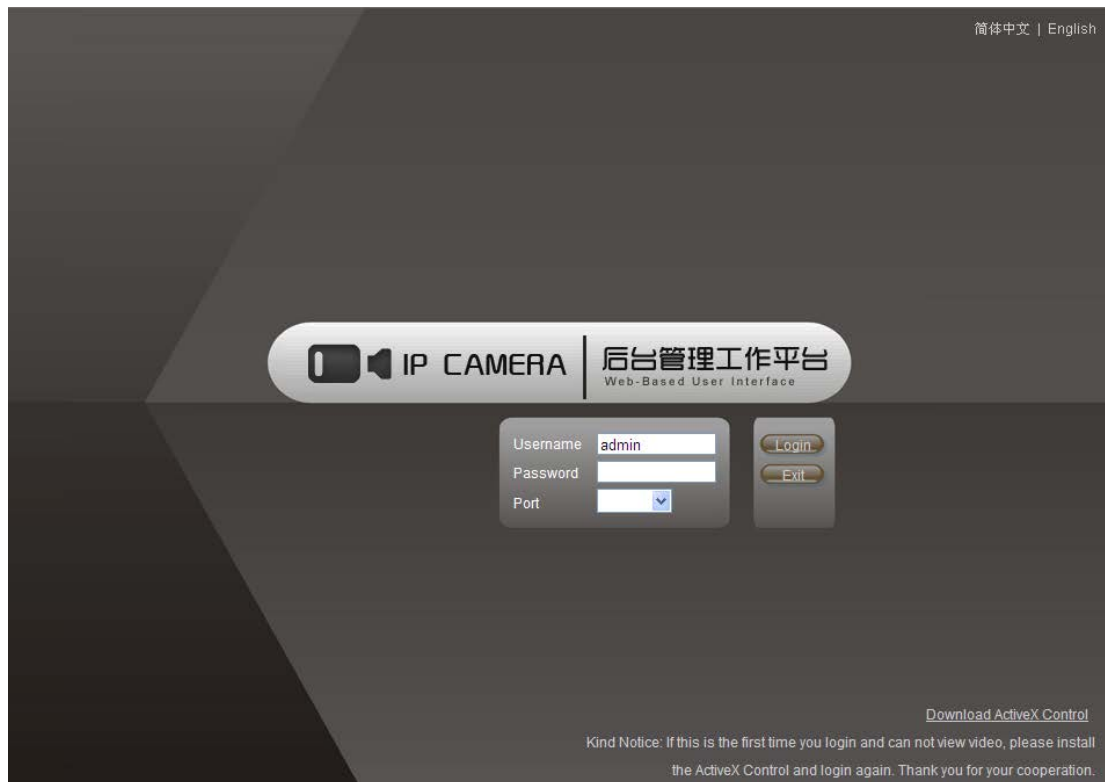 简体中文 | English
IP CAMERA
后台管理工作平台
Web-Based User Interface
Username admin
Password
Port
Login
Exit
Download ActiveX Control
Kind Notice: If this is the first time you login and can not view video, please install
the ActiveX Control and login again. Thank you for your cooperation.